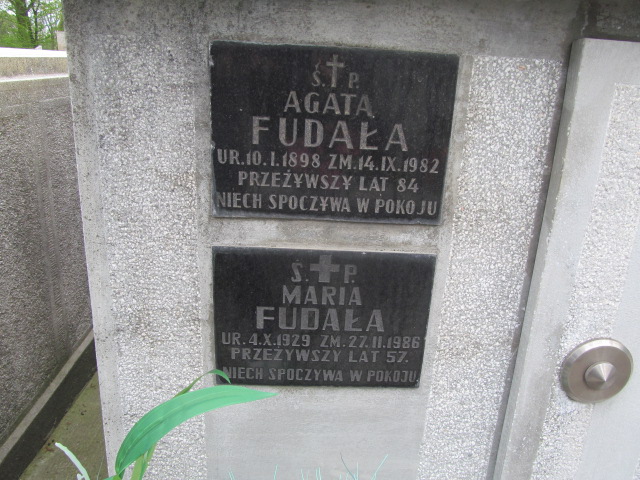 Ś.P.
AGATA
FUDAŁA
UR.10.I.1898 ZM.14.IX.1982
PRZEŻYWSZY LAT 84
NIECH SPOCZYWA W POKOJU
Ś.P.
MARIA
FUDAŁA
UR.4.X.1929 ZM.27.II.1986
PRZEŻYWSZY LAT 57.
NIECH SPOCZYWA W POKOJU.